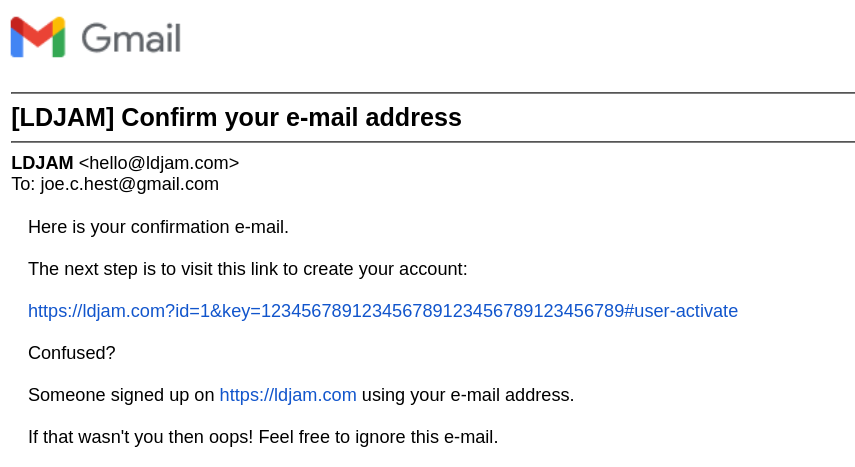 Gmail
[LDJAM] Confirm your e-mail address
LDJAM <hello@ldjam.com>
To: joe.c.hest@gmail.com
Here is your confirmation e-mail.
The next step is to visit this link to create your account:
https://ldjam.com?id=1&key=123456789123456789123456789123456789#user-activate
Confused?
Someone signed up on https://ldjam.com using your e-mail address.
If that wasn't you then oops! Feel free to ignore this e-mail.